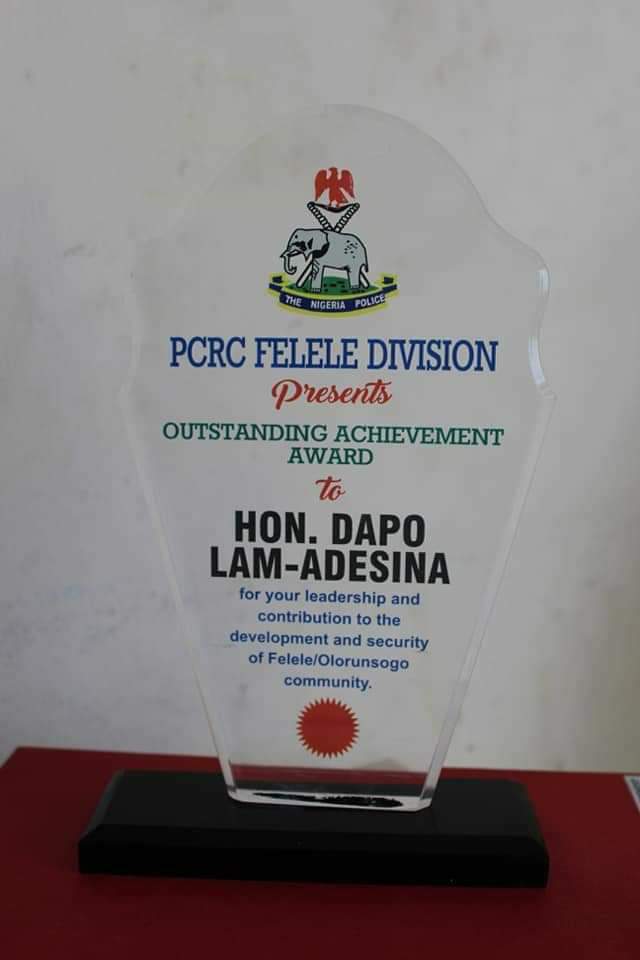 THE NIGERIA POLICE
PCRC FELELE DIVISION
Presents
OUTSTANDING ACHIEVEMENT
AWARD
to
HON. DAPO
LAM-ADESINA
for your leadership and
contribution to the
development and security
of Felele/Olorunsogo
community.